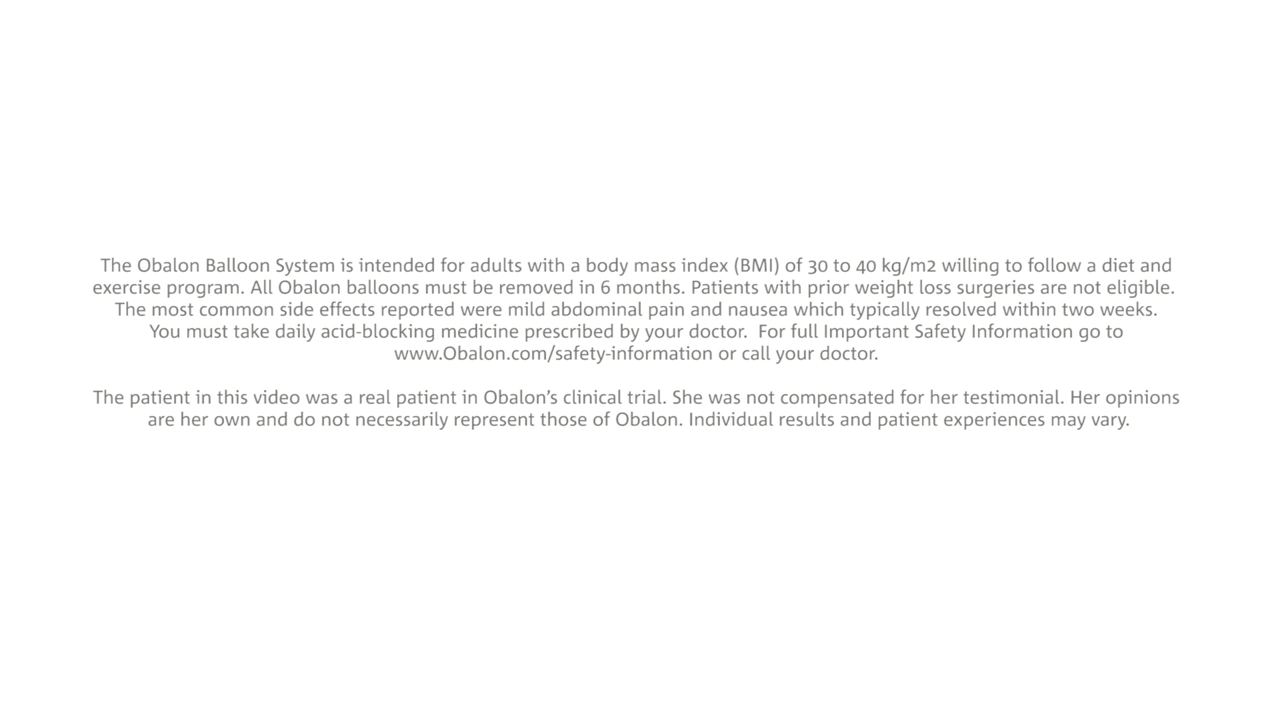 The Obalon Balloon System is intended for adults with a body mass index (BMI) of 30 to 40 kg/m2 willing to follow a diet and
exercise program. All Obalon balloons must be removed in 6 months. Patients with prior weight loss surgeries are not eligible.
The most common side effects reported were mild abdominal pain and nausea which typically resolved within two weeks.
You must take daily acid-blocking medicine prescribed by your doctor.  For full Important Safety Information go to
www.Obalon.com/safety-information or call your doctor.
The patient in this video was a real patient in Obalon’s clinical trial. She was not compensated for her testimonial. Her opinions
are her own and do not necessarily represent those of Obalon. Individual results and patient experiences may vary.